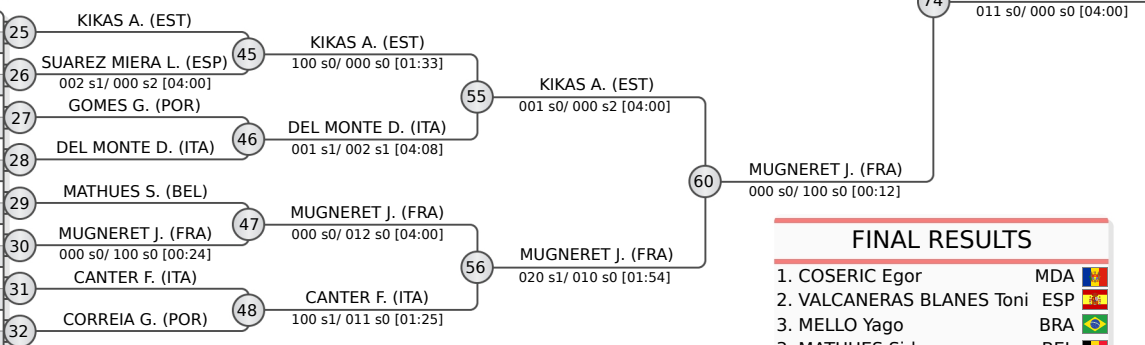 74
011 s0/ 000 s0 [04:00]
25
KIKAS A. (EST)
45
KIKAS A. (EST)
100 s0/ 000 s0 [01:33]
26
SUAREZ MIERA L. (ESP)
002 s1/ 000 s2 [04:00]
55
KIKAS A. (EST)
001 s0/ 000 s2 [04:00]
27
GOMES G. (POR)
46
DEL MONTE D. (ITA)
001 s1/ 002 s1 [04:08]
28
DEL MONTE D. (ITA)
60
MUGNERET J. (FRA)
000 s0/ 100 s0 [00:12]
29
MATHUES S. (BEL)
47
MUGNERET J. (FRA)
000 s0/ 012 s0 [04:00]
30
MUGNERET J. (FRA)
000 s0/ 100 s0 [00:24]
56
MUGNERET J. (FRA)
020 s1/ 010 s0 [01:54]
31
CANTER F. (ITA)
48
CANTER F. (ITA)
100 s1/ 011 s0 [01:25]
32
CORREIA G. (POR)
FINAL RESULTS
1. COSERIC Egor MDA
2. VALCANERAS BLANES Toni ESP
3. MELLO Yago BRA